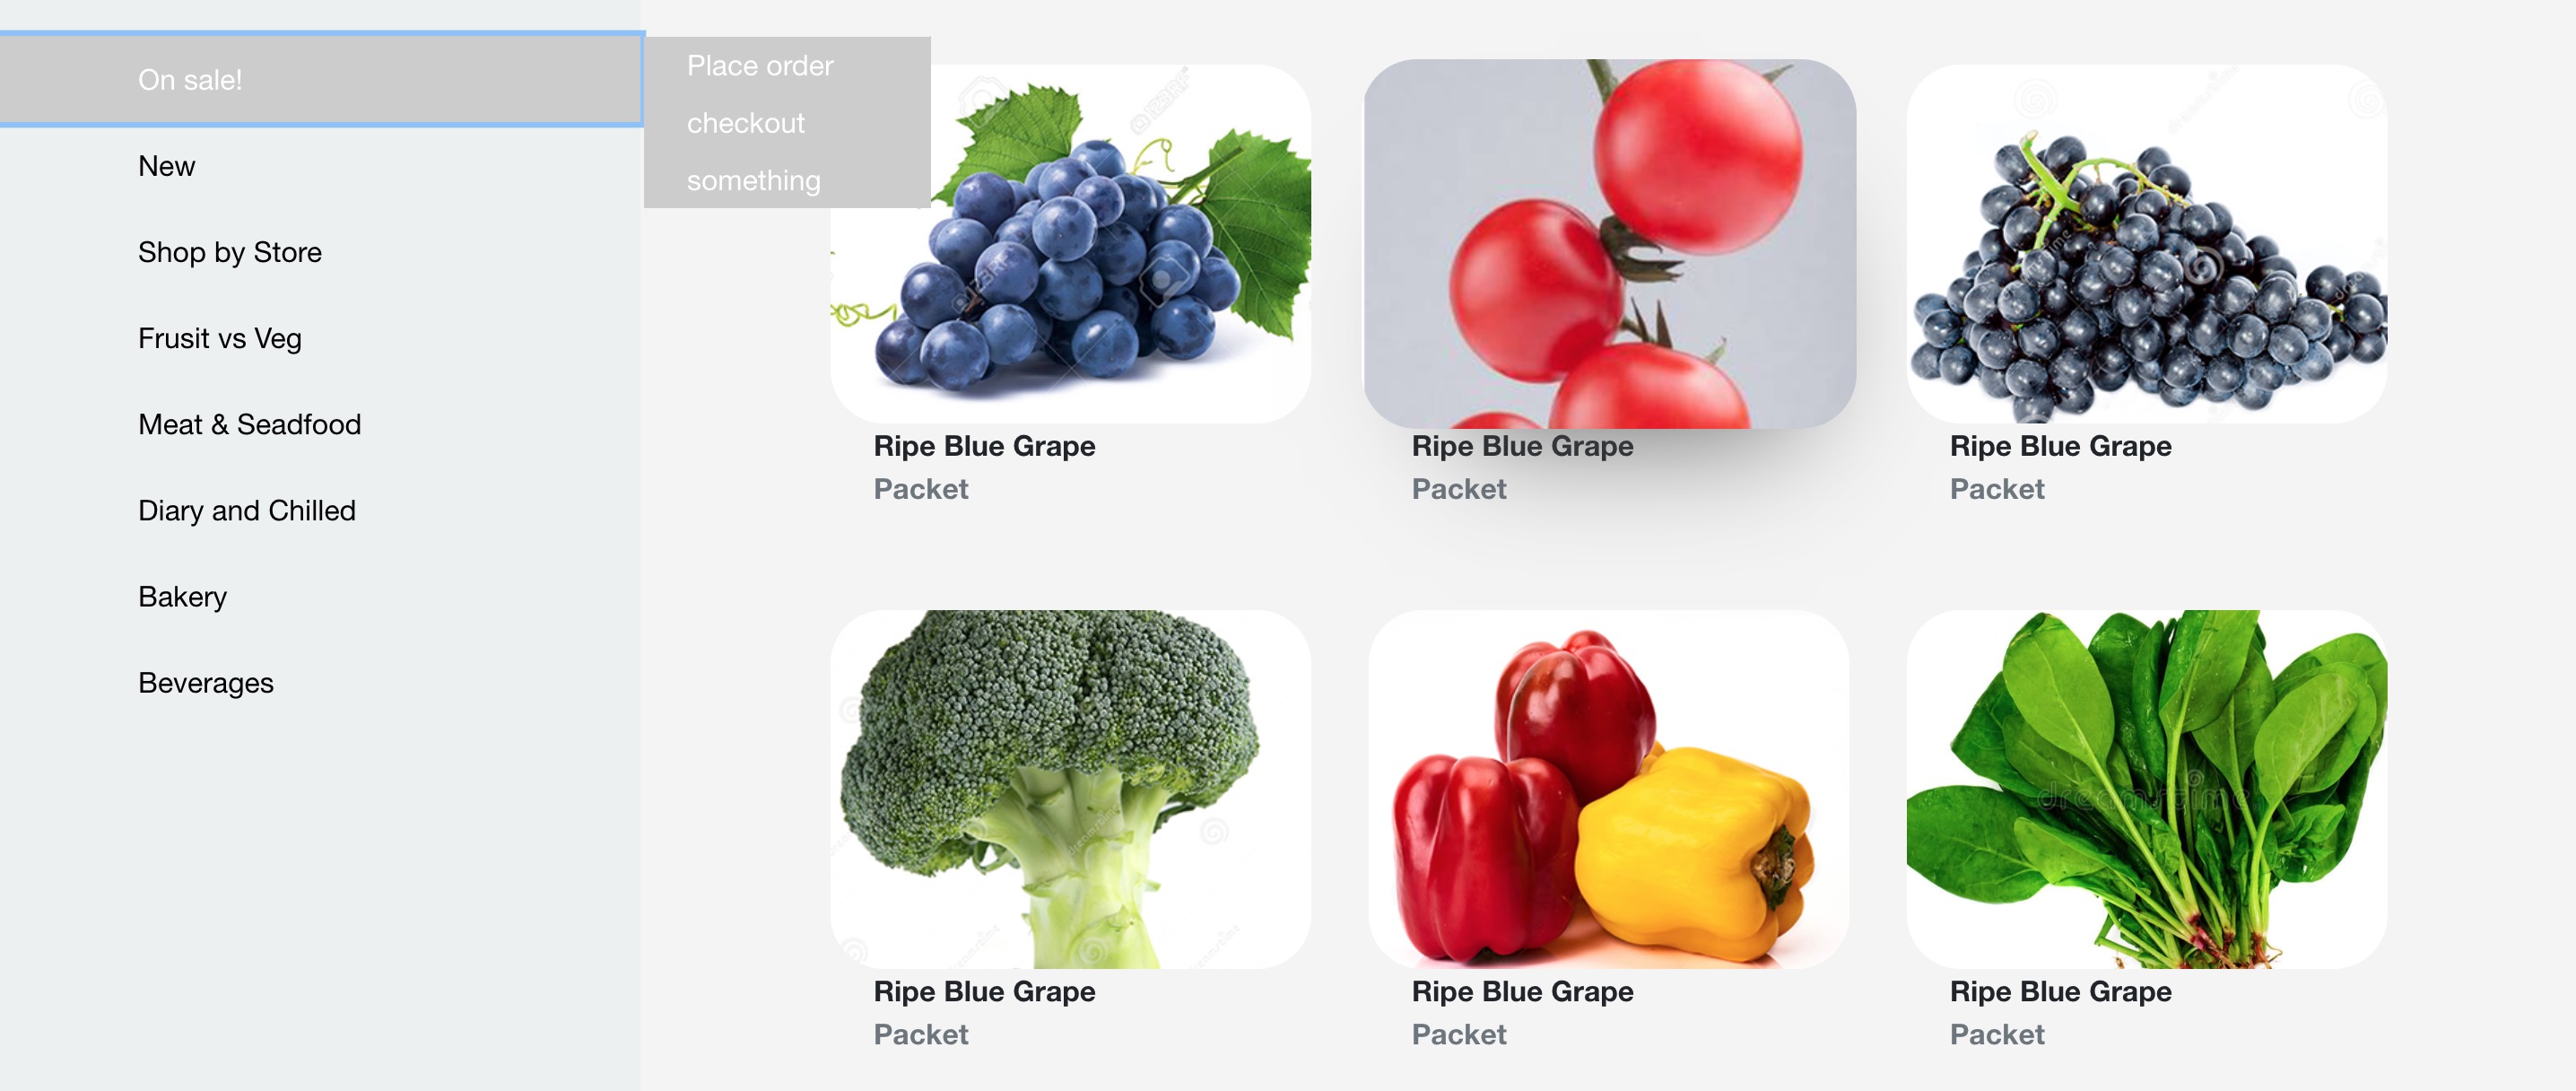 On sale!
Place order
checkout
something
New
Shop by Store
Frusit vs Veg
Meat & Seadfood
Diary and Chilled
Bakery
Beverages
123RF
Ripe Blue Grape
Packet
Ripe Blue Grape
Packet
Ripe Blue Grape
Packet
dreamstime
Ripe Blue Grape
Packet
Ripe Blue Grape
Packet
Ripe Blue Grape
Packet